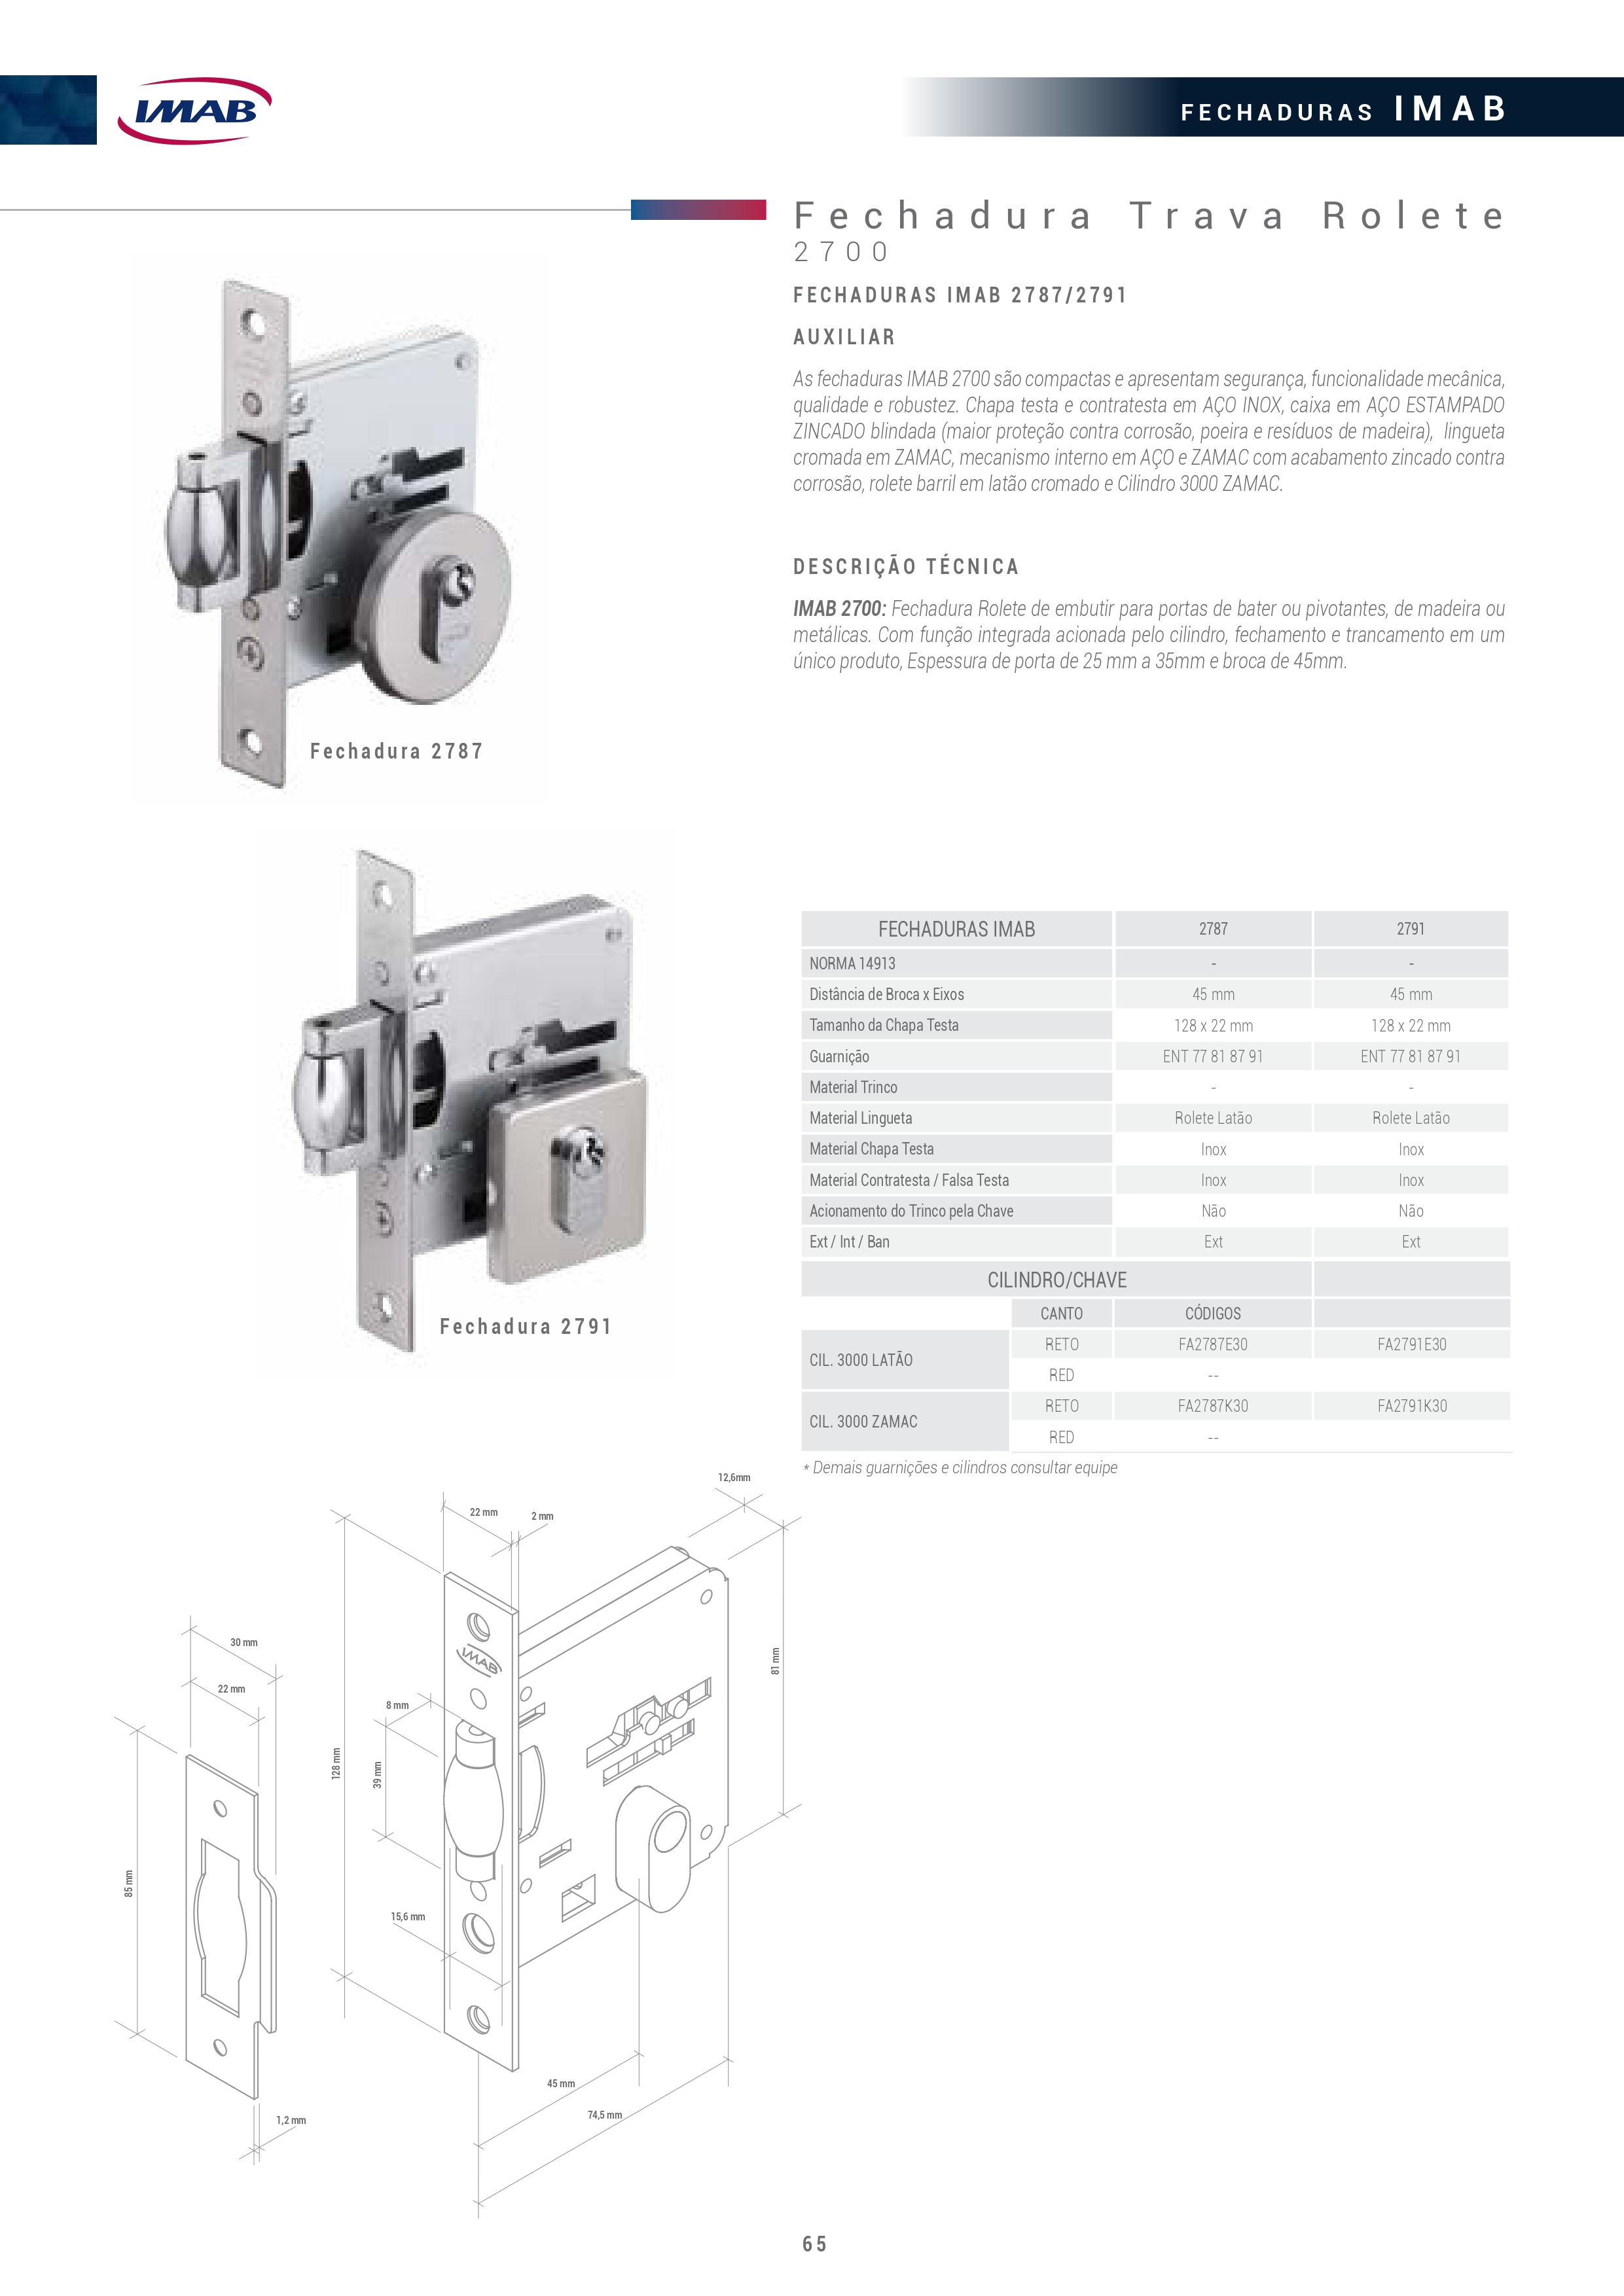 IMAB
FECHADURAS IMAB
Fechadura Trava Rolete
2700
FECHADURAS IMAB 2787/2791
AUXILIAR
As fechaduras IMAB 2700 são compactas e apresentam segurança, funcionalidade mecânica,
qualidade e robustez. Chapa testa e contratesta em AÇO INOX, caixa em AÇO ESTAMPADO
ZINCADO blindada (maior proteção contra corrosão, poeira e resíduos de madeira), lingueta
cromada em ZAMAC, mecanismo interno em AÇO e ZAMAC com acabamento zincado contra
corrosão, rolete barril em latão cromado e Cilindro 3000 ZAMAC.
DESCRIÇÃO TÉCNICA
IMAB 2700: Fechadura Rolete de embutir para portas de bater ou pivotantes, de madeira ou
metálicas. Com função integrada acionada pelo cilindro, fechamento e trancamento em um
único produto, Espessura de porta de 25 mm a 35mm e broca de 45mm.
Fechadura 2787
Fechadura 2791
FECHADURAS IMAB 2787 2791
NORMA 14913 - -
Distância de Broca x Eixos 45 mm 45 mm
Tamanho da Chapa Testa 128 x 22 mm 128 x 22 mm
Guarnição ENT 77 81 87 91 ENT 77 81 87 91
Material Trinco - -
Material Lingueta Rolete Latão Rolete Latão
Material Chapa Testa Inox Inox
Material Contratesta / Falsa Testa Inox Inox
Acionamento do Trinco pela Chave Não Não
Ext / Int / Ban Ext Ext
CILINDRO/CHAVE
CANTO CÓDIGOS
CIL. 3000 LATÃO RETO FA2787E30 FA2791E30
RED --
CIL. 3000 ZAMAC RETO FA2787K30 FA2791K30
RED --
* Demais guarnições e cilindros consultar equipe
12,6mm
22 mm
2 mm
30 mm
81 mm
22 mm
8 mm
IMAB
128 mm
39 mm
85 mm
15,6 mm
45 mm
74,5 mm
1,2 mm
65